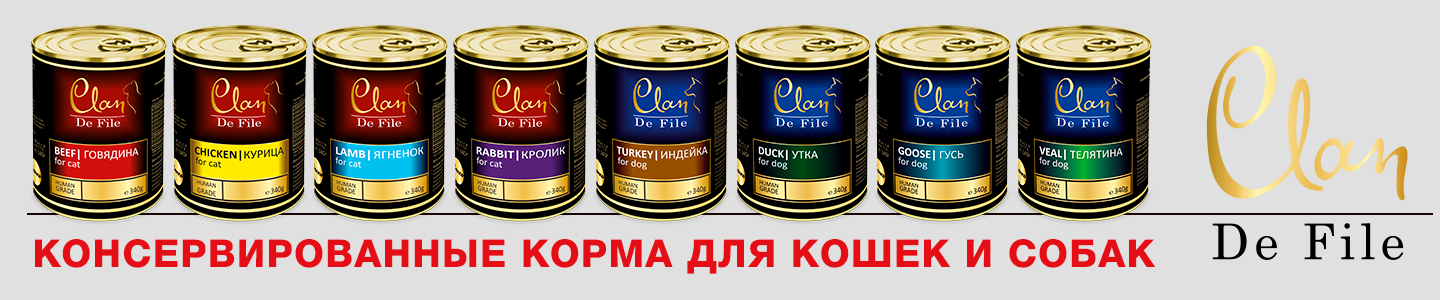 Clan
De File
BEEF | ГОВЯДИНА
for cat
HUMAN
GRADE
e 340g
Clan
De File
CHICKEN | КУРИЦА
for cat
HUMAN
GRADE
e 340g
Clan
De File
LAMB | ЯГНЕНОК
for cat
HUMAN
GRADE
e 340g
Clan
De File
RABBIT | КРОЛИК
for cat
HUMAN
GRADE
e 340g
Clan
De File
TURKEY | ИНДЕЙКА
for dog
HUMAN
GRADE
e 340g
Clan
De File
DUCK | УТКА
for dog
HUMAN
GRADE
e 340g
Clan
De File
GOOSE | ГУСЬ
for dog
HUMAN
GRADE
e 340g
Clan
De File
VEAL | ТЕЛЯТИНА
for dog
HUMAN
GRADE
e 340g
Clan
De File
КОНСЕРВИРОВАННЫЕ КОРМА ДЛЯ КОШЕК И СОБАК